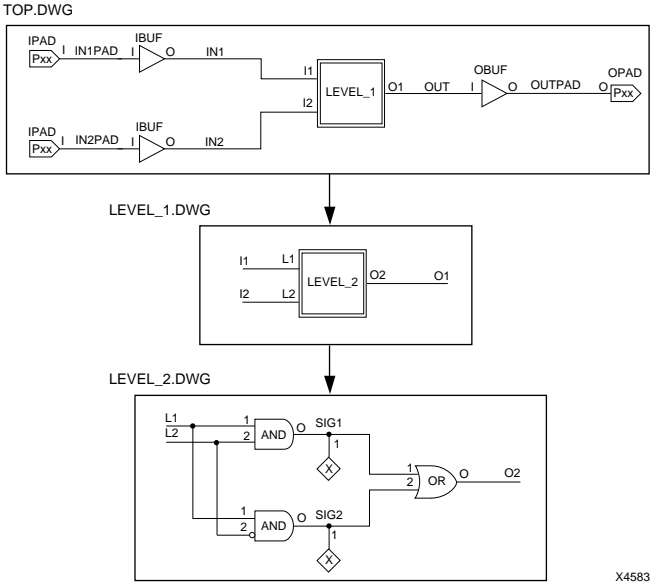 TOP.DWG
IPAD IBUF
Pxx I IN1PAD I O IN1
I1
LEVEL_1 O1 OUT I OBUF O OUTPAD O OPAD Pxx
I2
IPAD IBUF
Pxx I IN2PAD I O IN2
LEVEL_1.DWG
I1 L1
LEVEL_2 O2 O1
I2 L2
LEVEL_2.DWG
L1 1 AND O SIG1
L2 2 1
X
1 OR O O2
2
1 AND O SIG2
2 1
X
X4583